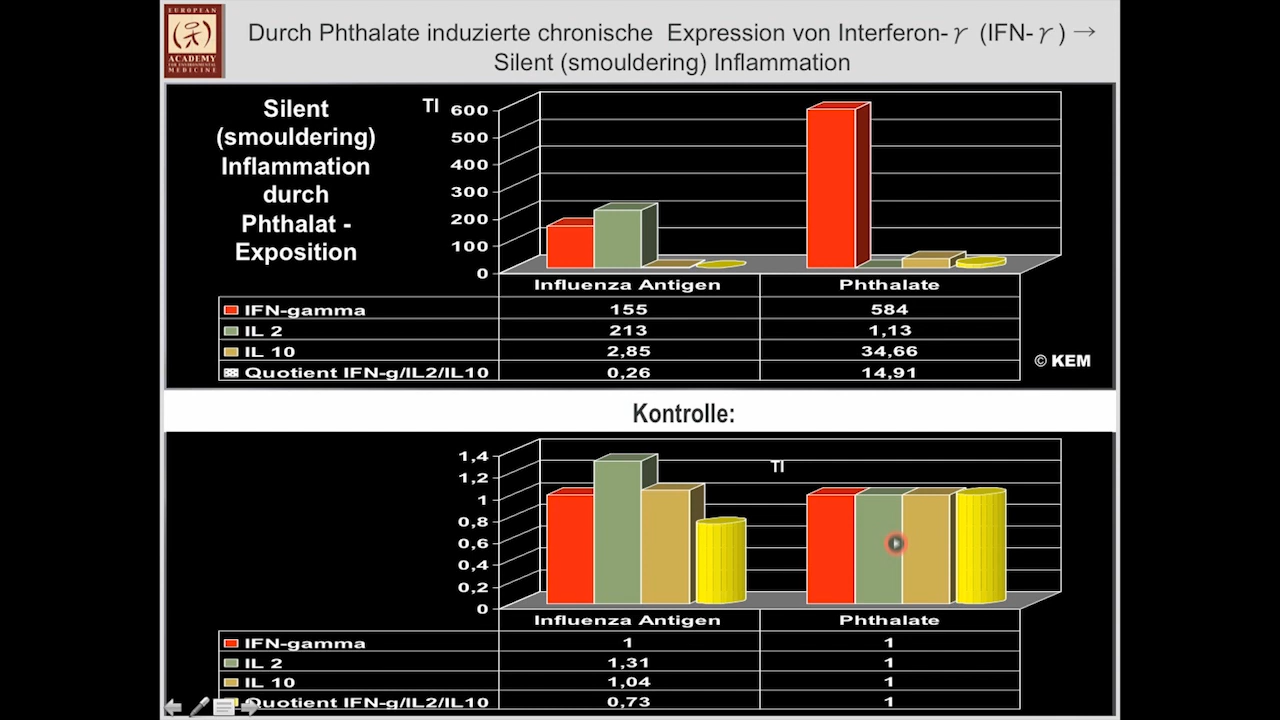 EUROPEAN
ACADEMY
FOR ENVIRONMENTAL
MEDICINE
Durch Phthalate induzierte chronische Expression von Interferon-γ (IFN-γ) →
Silent (smouldering) Inflammation
Silent
(smouldering)
Inflammation
durch
Phthalat -
Exposition
TI
600
500
400
300
200
100
0
Influenza Antigen Phthalate
IFN-gamma 155 584
IL 2 213 1,13
IL 10 2,85 34,66
Quotient IFN-g/IL2/IL10 0,26 14,91
© KEM
Kontrolle:
TI
1,4
1,2
1
0,8
0,6
0,4
0,2
0
Influenza Antigen Phthalate
IFN-gamma 1 1
IL 2 1,31 1
IL 10 1,04 1
Quotient IFN-g/IL2/IL10 0,73 1